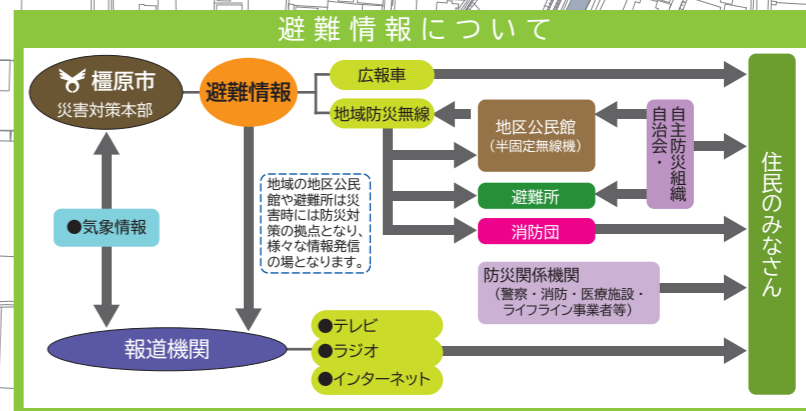 避難情報について
橿原市
災害対策本部
避難情報
広報車
地域防災無線
地区公民館
（半固定無線機）
自治会・
自主防災組織
避難所
消防団
住民のみなさん
●気象情報
地域の地区公民
館や避難所は災
害時には防災対
策の拠点となり、
様々な情報発信
の場となります。
防災関係機関
（警察・消防・医療施設・
ライフライン事業者等）
報道機関
●テレビ
●ラジオ
●インターネット